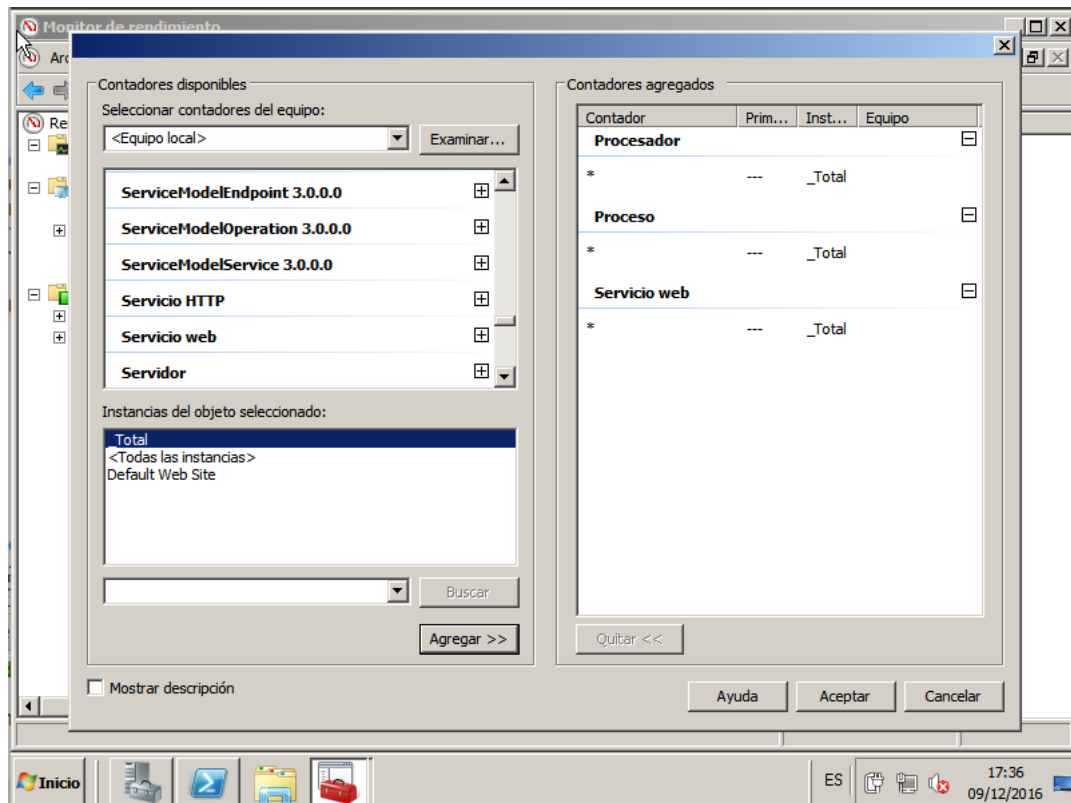 Monitor de rendimiento
Arc
Re
Contadores disponibles
Seleccionar contadores del equipo:
<Equipo local>
Examinar...
ServiceModelEndpoint 3.0.0.0
ServiceModelOperation 3.0.0.0
ServiceModelService 3.0.0.0
Servicio HTTP
Servicio web
Servidor
Instancias del objeto seleccionado:
_Total
<Todas las instancias>
Default Web Site
Buscar
Agregar >>
Contadores agregados
Contador Prim... Inst... Equipo
Procesador
* --- _Total
Proceso
* --- _Total
Servicio web
* --- _Total
Quitar <<
Mostrar descripción
Ayuda Aceptar Cancelar
Inicio
ES
17:36
09/12/2016